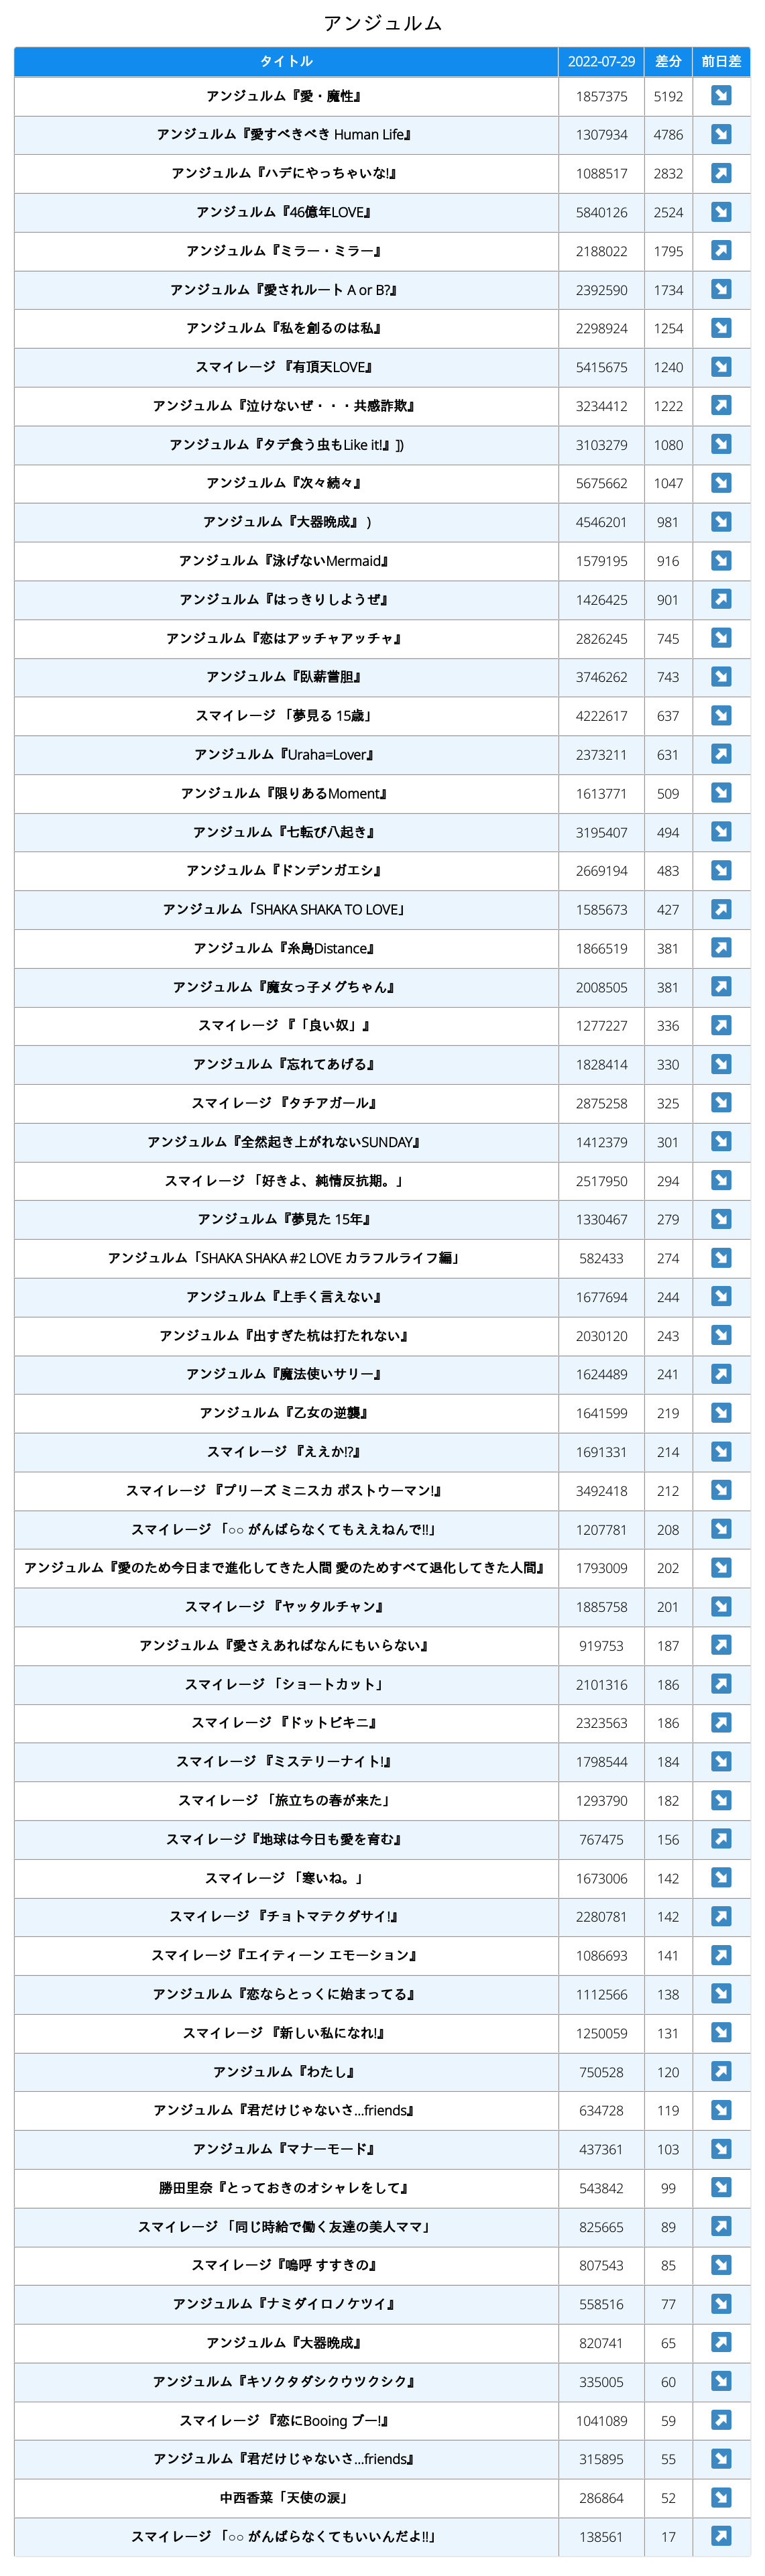 アンジュルム
タイトル 2022-07-29 差分 前日差
アンジュルム『愛・魔性』 1857375 5192 ↘
アンジュルム『愛すべきべき Human Life』 1307934 4786 ↘
アンジュルム『ハデにやっちゃいな!』 1088517 2832 ↗
アンジュルム『46億年LOVE』 5840126 2524 ↘
アンジュルム『ミラー・ミラー』 2188022 1795 ↗
アンジュルム『愛されルート A or B?』 2392590 1734 ↘
アンジュルム『私を創るのは私』 2298924 1254 ↘
スマイレージ 『有頂天LOVE』 5415675 1240 ↘
アンジュルム『泣けないぜ・・・共感詐欺』 3234412 1222 ↗
アンジュルム『タデ食う虫もLike it!』]) 3103279 1080 ↘
アンジュルム『次々続々』 5675662 1047 ↘
アンジュルム『大器晩成』 ) 4546201 981 ↘
アンジュルム『泳げないMermaid』 1579195 916 ↘
アンジュルム『はっきりしようぜ』 1426425 901 ↗
アンジュルム『恋はアッチャアッチャ』 2826245 745 ↘
アンジュルム『臥薪嘗胆』 3746262 743 ↘
スマイレージ 「夢見る 15歳」 4222617 637 ↘
アンジュルム『Uraha=Lover』 2373211 631 ↗
アンジュルム『限りあるMoment』 1613771 509 ↘
アンジュルム『七転び八起き』 3195407 494 ↘
アンジュルム『ドンデンガエシ』 2669194 483 ↘
アンジュルム「SHAKA SHAKA TO LOVE」 1585673 427 ↗
アンジュルム『糸島Distance』 1866519 381 ↗
アンジュルム『魔女っ子メグちゃん』 2008505 381 ↗
スマイレージ 『「良い奴」』 1277227 336 ↗
アンジュルム『忘れてあげる』 1828414 330 ↘
スマイレージ 『タチアガール』 2875258 325 ↘
アンジュルム『全然起き上がれないSUNDAY』 1412379 301 ↘
スマイレージ 「好きよ、純情反抗期。」 2517950 294 ↘
アンジュルム『夢見た 15年』 1330467 279 ↘
アンジュルム「SHAKA SHAKA #2 LOVE カラフルライフ編」 582433 274 ↘
アンジュルム『上手く言えない』 1677694 244 ↘
アンジュルム『出すぎた杭は打たれない』 2030120 243 ↘
アンジュルム『魔法使いサリー』 1624489 241 ↗
アンジュルム『乙女の逆襲』 1641599 219 ↘
スマイレージ 『ええか!?』 1691331 214 ↘
スマイレージ 『プリーズ ミニスカ ポストウーマン!』 3492418 212 ↘
スマイレージ 「○○ がんばらなくてもええねんで!!」 1207781 208 ↘
アンジュルム『愛のため今日まで進化してきた人間 愛のためすべて退化してきた人間』 1793009 202 ↘
スマイレージ 『ヤッタルチャン』 1885758 201 ↘
アンジュルム『愛さえあればなんにもいらない』 919753 187 ↗
スマイレージ 「ショートカット」 2101316 186 ↗
スマイレージ 『ドットビキニ』 2323563 186 ↗
スマイレージ 『ミステリーナイト!』 1798544 184 ↘
スマイレージ 「旅立ちの春が来た」 1293790 182 ↘
スマイレージ『地球は今日も愛を育む』 767475 156 ↗
スマイレージ 「寒いね。」 1673006 142 ↘
スマイレージ 『チョトマテクダサイ!』 2280781 142 ↗
スマイレージ『エイティーン エモーション』 1086693 141 ↗
アンジュルム『恋ならとっくに始まってる』 1112566 138 ↘
スマイレージ 『新しい私になれ!』 1250059 131 ↘
アンジュルム『わたし』 750528 120 ↗
アンジュルム『君だけじゃないさ...friends』 634728 119 ↘
アンジュルム『マナーモード』 437361 103 ↘
勝田里奈『とっておきのオシャレをして』 543842 99 ↘
スマイレージ 「同じ時給で働く友達の美人ママ」 825665 89 ↗
スマイレージ『嗚呼 すすきの』 807543 85 ↘
アンジュルム『ナミダイロノケツイ』 558516 77 ↘
アンジュルム『大器晩成』 820741 65 ↗
アンジュルム『キソクタダシクウツクシク』 335005 60 ↘
スマイレージ 『恋にBooing ブー!』 1041089 59 ↗
アンジュルム『君だけじゃないさ...friends』 315895 55 ↘
中西香菜「天使の涙」 286864 52 ↘
スマイレージ 「○○ がんばらなくてもいいんだよ!!」 138561 17 ↗